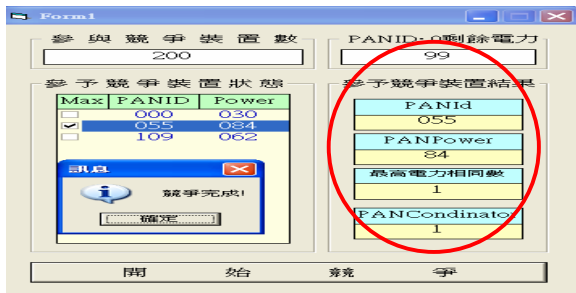 Form1
參與競爭裝置數
200
PANID: 0剩餘電力
99
參予競爭裝置狀態
Max PANID Power
000 030
055 084
109 062
訊息
競爭完成!
確定
參予競爭裝置結果
PANId
055
PANPower
84
最高電力相同數
1
PANCondinator
1
開始競爭